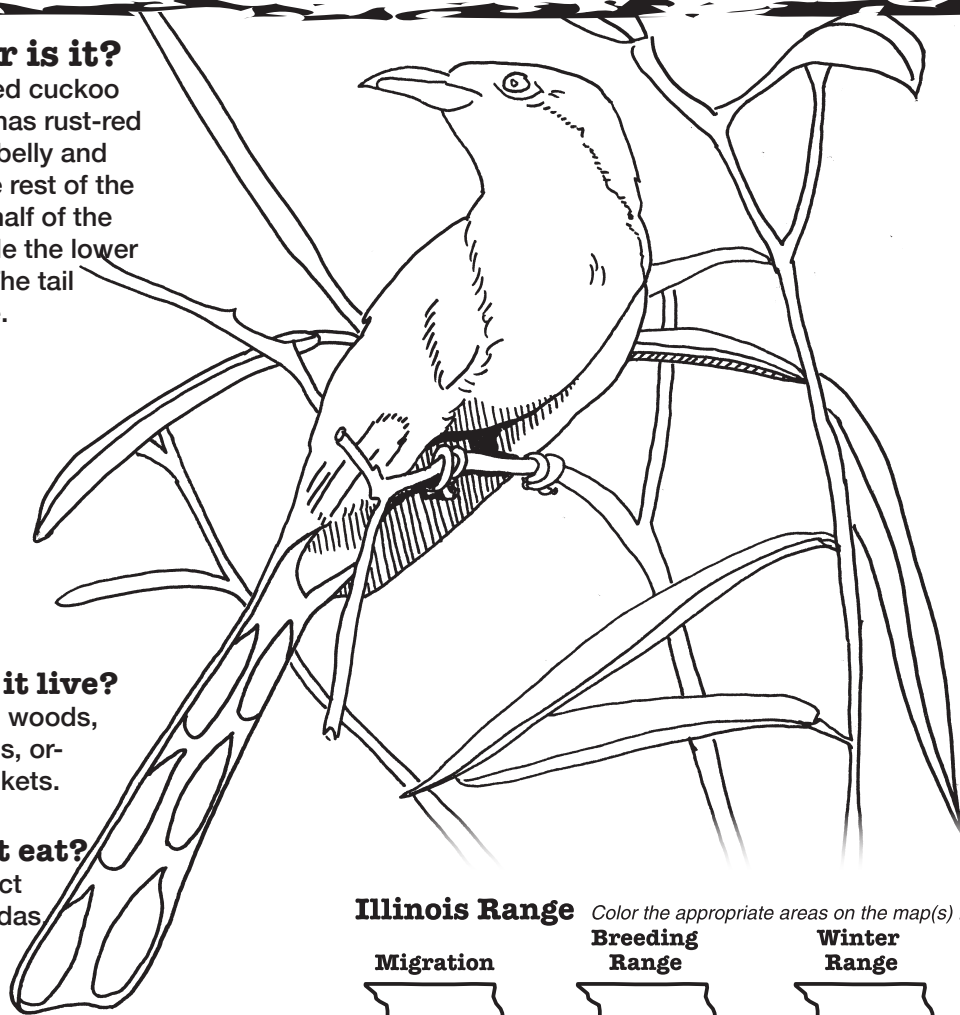 r is it?
ed cuckoo
has rust-red
belly and
e rest of the
half of the
le the lower
he tail
.
it live?
woods,
s, or-
kets.
t eat?
ct
das.
Illinois Range Color the appropriate areas on the map(s)
Migration
Breeding
Range
Winter
Range